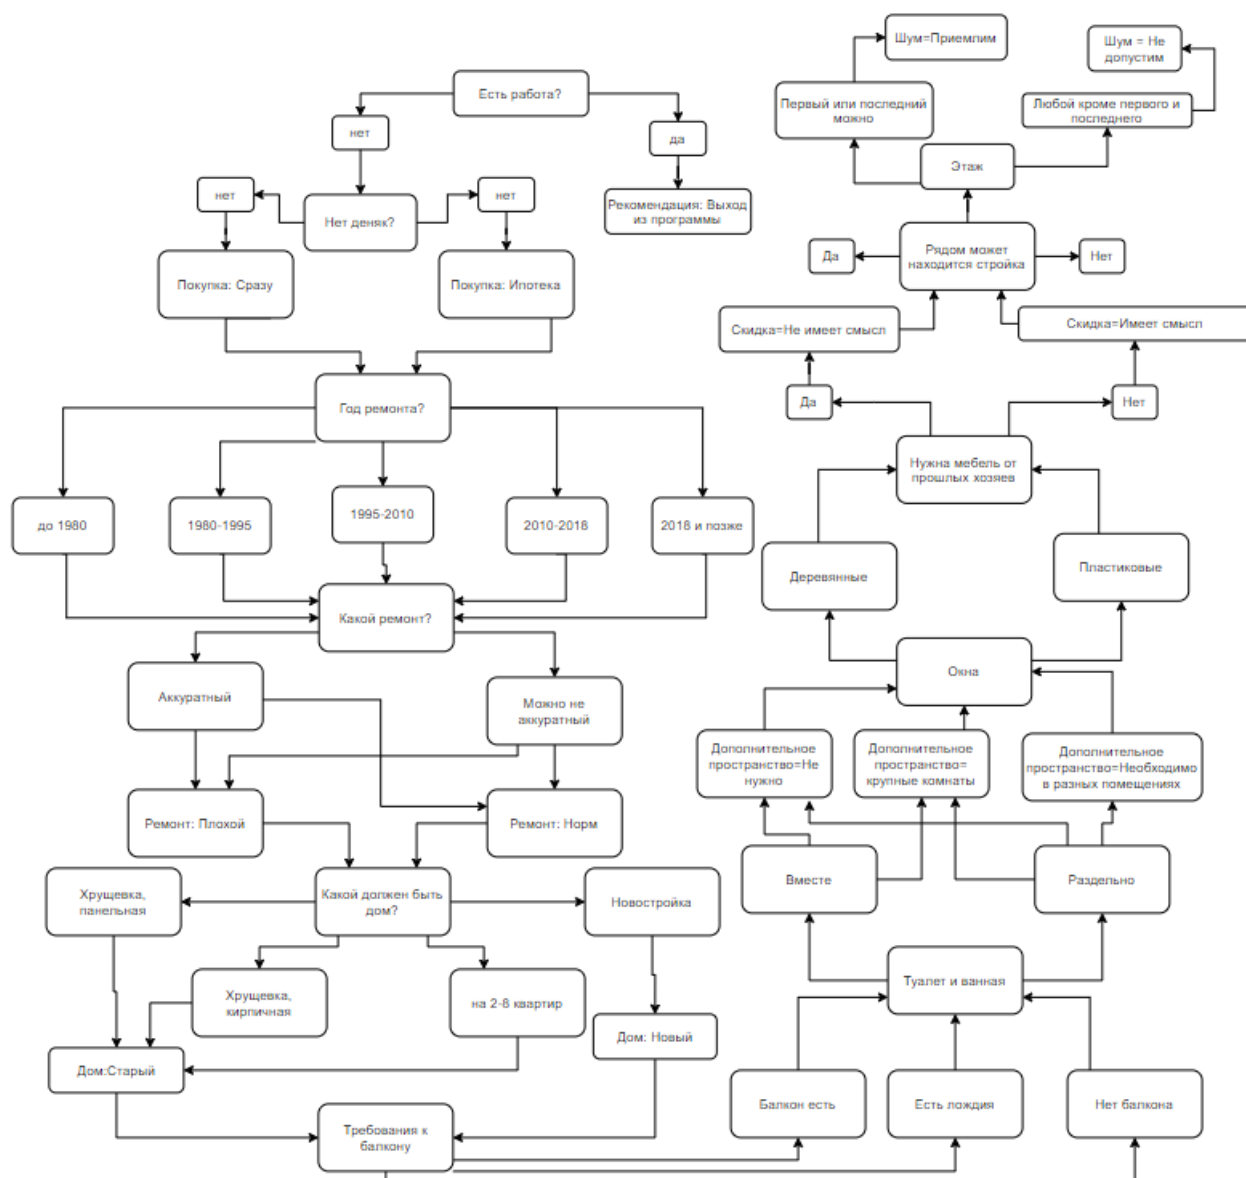 Есть работа?
нет
да
нет
Нет деняк?
нет
Рекомендация: Выход
из программы
Покупка: Сразу
Покупка: Ипотека
Год ремонта?
до 1980
1980-1995
1995-2010
2010-2018
2018 и позже
Какой ремонт?
Аккуратный
Можно не
аккуратный
Ремонт: Плохой
Ремонт: Норм
Хрущевка,
панельная
Какой должен быть
дом?
Новостройка
Хрущевка,
кирпичная
на 2-8 квартир
Дом:Старый
Дом: Новый
Требования к
балкону
Шум=Приемлим
Шум = Не
допустим
Первый или последний
можно
Любой кроме первого и
последнего
Этаж
Да
Рядом может
находится стройка
Нет
Скидка=Не имеет смысл
Скидка=Имеет смысл
Да
Нет
Нужна мебель от
прошлых хозяев
Деревянные
Пластиковые
Окна
Дополнительное
пространство=Не
нужно
Дополнительное
пространство=
крупные комнаты
Дополнительное
пространство=Необходимо
в разных помещениях
Вместе
Раздельно
Туалет и ванная
Балкон есть
Есть лождия
Нет балкона